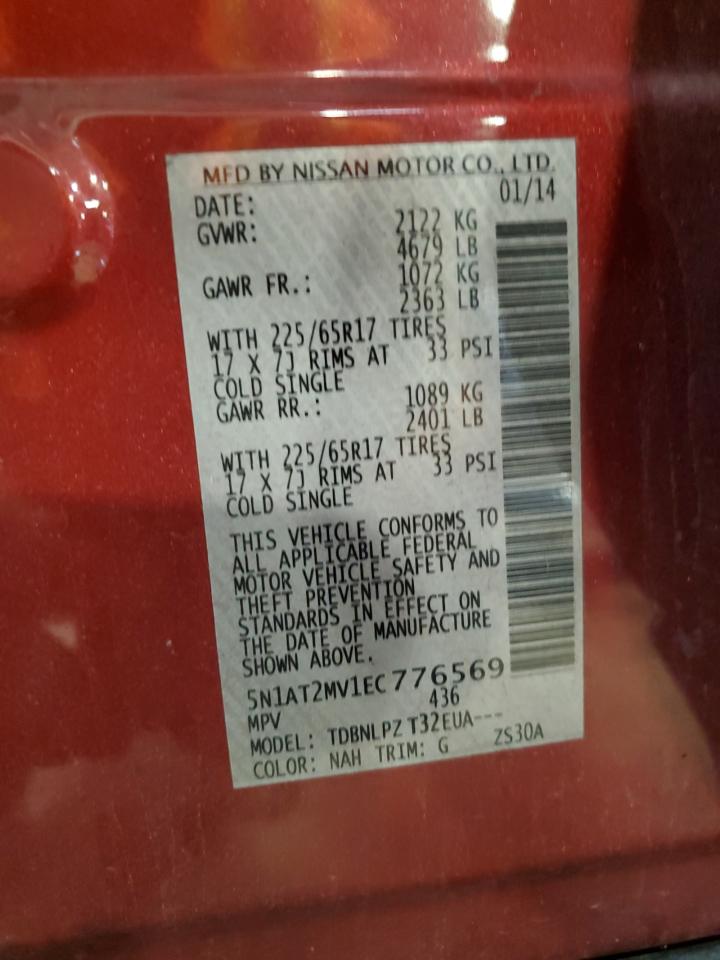 MFD BY NISSAN MOTOR CO., LTD.
DATE: 01/14
GVWR: 2122 KG
4679 LB
GAWR FR.: 1072 KG
2363 LB
WITH 225/65R17 TIRES
17 X 7J RIMS AT 33 PSI
COLD SINGLE
GAWR RR.: 1089 KG
2401 LB
WITH 225/65R17 TIRES
17 X 7J RIMS AT 33 PSI
COLD SINGLE
THIS VEHICLE CONFORMS TO
ALL APPLICABLE FEDERAL
MOTOR VEHICLE SAFETY AND
THEFT PREVENTION
STANDARDS IN EFFECT ON
THE DATE OF MANUFACTURE
SHOWN ABOVE.
5N1AT2MV1EC776569
MPV 436
MODEL: TDBNLPZ T32EUA---
COLOR: NAH TRIM: G ZS30A